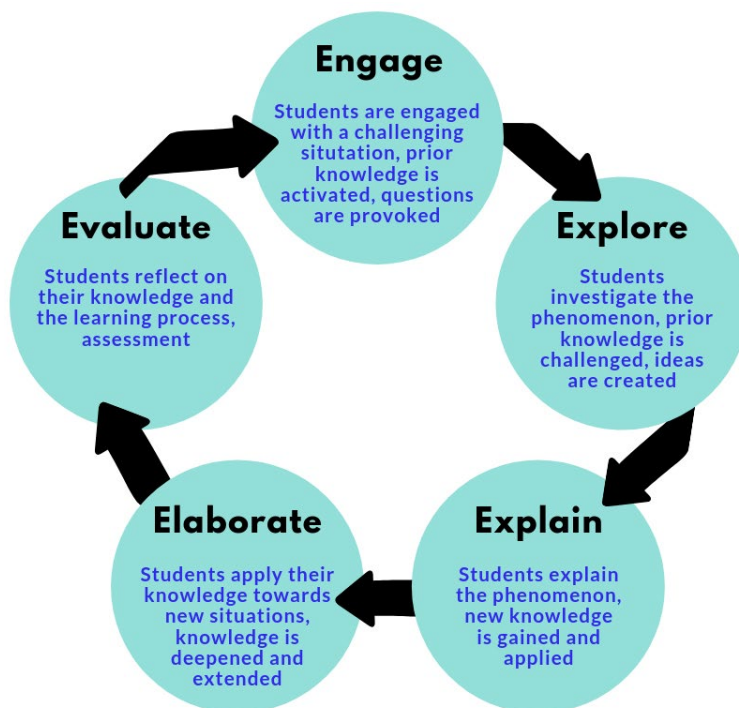 Engage
Students are engaged
with a challenging
situtation, prior
knowledge is
activated, questions
are provoked
Explore
Students
investigate the
phenomenon, prior
knowledge is
challenged, ideas
are created
Explain
Students explain
the phenomenon,
new knowledge
is gained and
applied
Elaborate
Students apply their
knowledge towards
new situations,
knowledge is
deepened and
extended
Evaluate
Students reflect on
their knowledge and
the learning process,
assessment